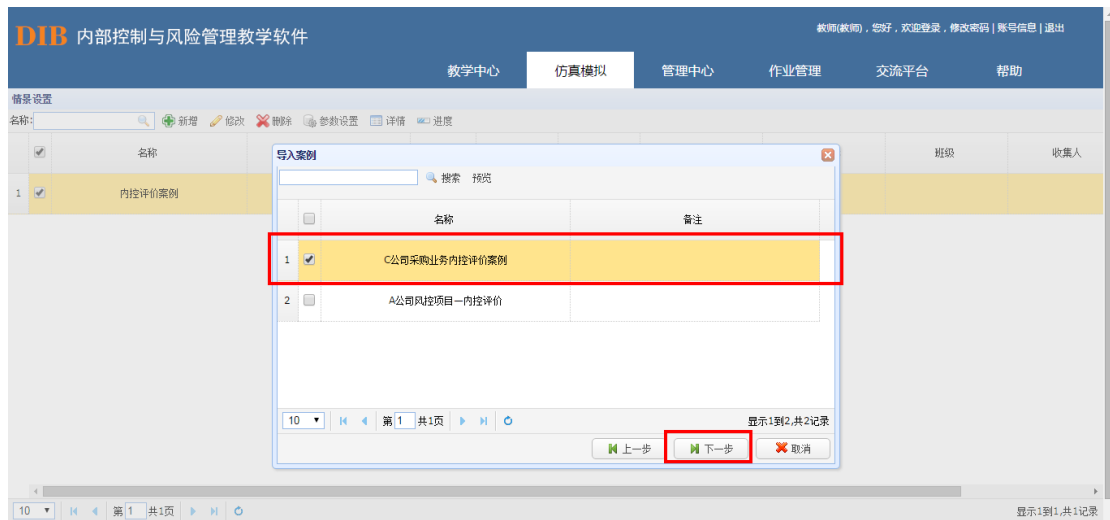 DIB 内部控制与风险管理教学软件
教师(教师)，您好，欢迎登录，修改密码 | 账号信息 | 退出
教学中心 仿真模拟 管理中心 作业管理 交流平台 帮助
情景设置
名称: 新增 修改 删除 参数设置 详情 进度
名称 班级 收集人
1 内控评价案例
导入案例
搜索 预览
名称 备注
1 C公司采购业务内控评价案例
2 A公司风控项目—内控评价
10 第 1 共1页 显示1到2,共2记录
上一步 下一步 取消
10 第 1 共1页 显示1到1,共1记录